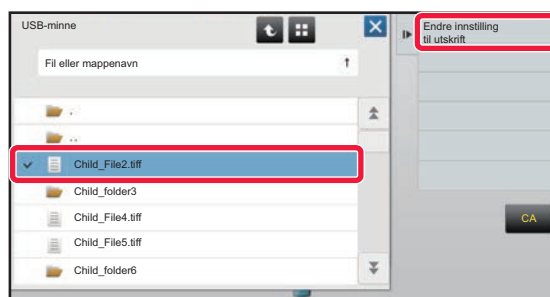 USB-minne
Fil eller mappenavn
.
..
Child_File2.tiff
Child_folder3
Child_File4.tiff
Child_File5.tiff
Child_folder6
Endre innstilling
til utskrift
CA